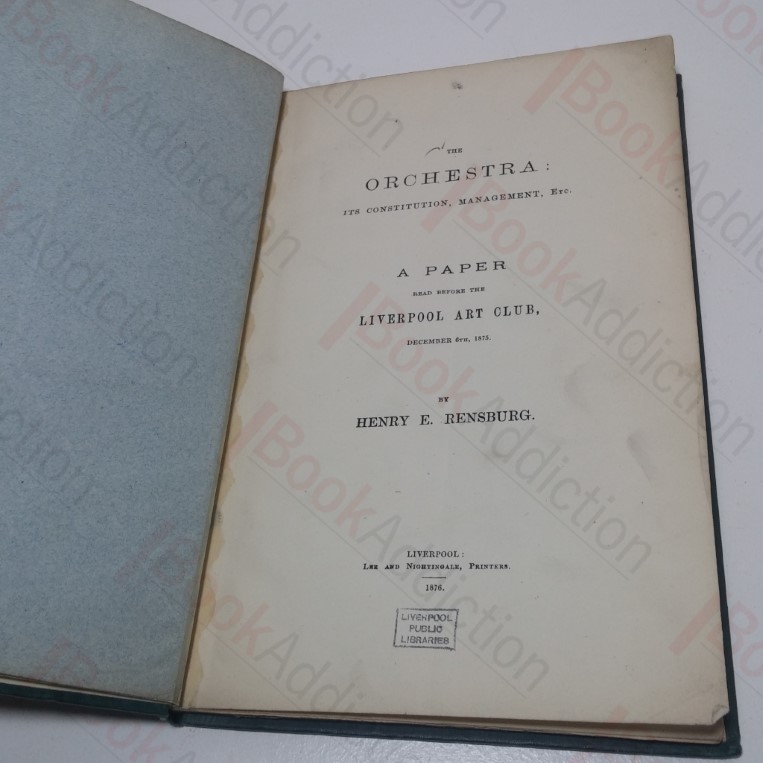 THE
ORCHESTRA:
ITS CONSTITUTION, MANAGEMENT, ETC.
A PAPER
READ BEFORE THE
LIVERPOOL ART CLUB,
DECEMBER 6TH, 1875.
BY
HENRY E. RENSBURG.
LIVERPOOL:
LEE AND NIGHTINGALE, PRINTERS.
1876.
LIVERPOOL
PUBLIC
LIBRARIES
BookAddiction